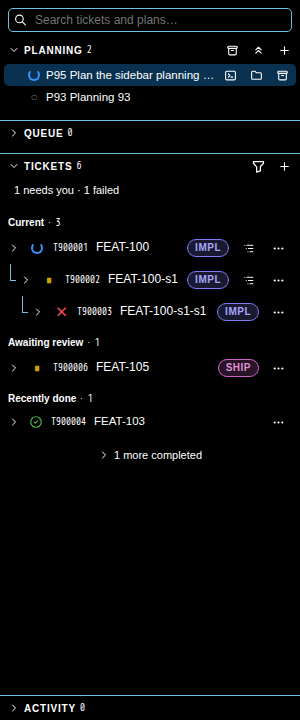 Search tickets and plans…
PLANNING 2
P95 Plan the sidebar planning …
P93 Planning 93
QUEUE 0
TICKETS 6
1 needs you · 1 failed
Current · 3
T900001 FEAT-100 IMPL
T900002 FEAT-100-s1 IMPL
T900003 FEAT-100-s1-s1 IMPL
Awaiting review · 1
T900006 FEAT-105 SHIP
Recently done · 1
T900004 FEAT-103
1 more completed
ACTIVITY 0